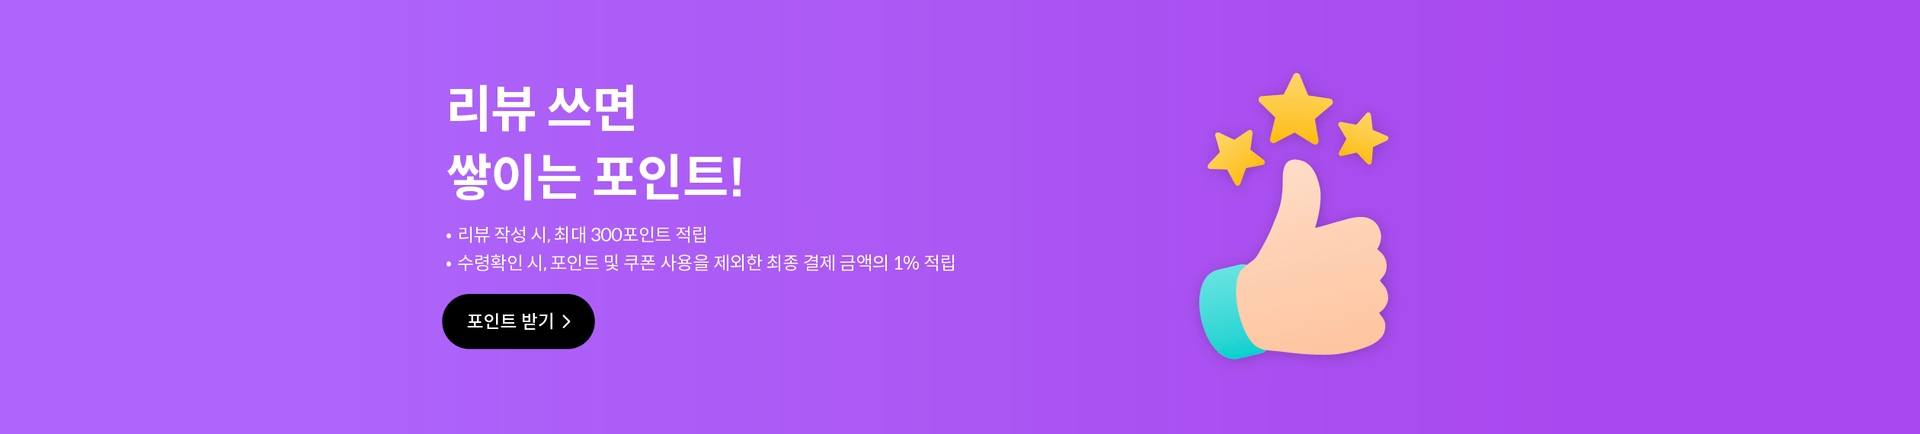 리뷰 쓰면
쌓이는 포인트!
• 리뷰 작성 시, 최대 300포인트 적립
• 수령확인 시, 포인트 및 쿠폰 사용을 제외한 최종 결제 금액의 1% 적립
포인트 받기 >